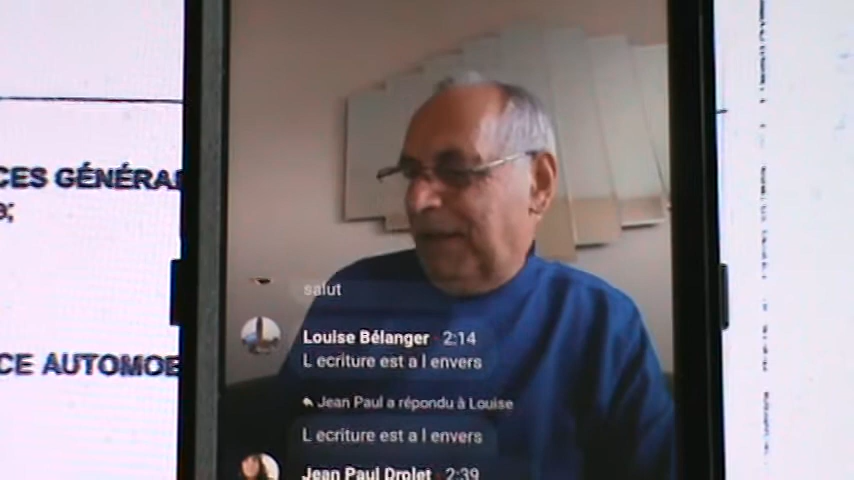 CES GÉNÉRA
salut
Louise Bélanger 2:14
L ecriture est a l envers
CE AUTOMO
Jean Paul a répondu à Louise
L ecriture est a l envers
Jean Paul Drolet 2:39